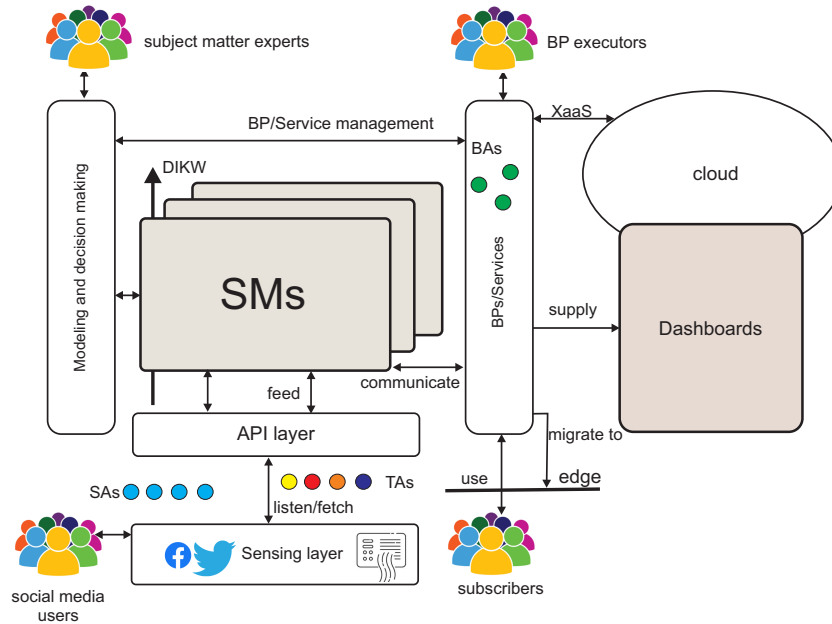 subject matter experts
BP executors
XaaS
BP/Service management
BAs
DIKW
cloud
Modeling and decision making
SMs
BPs/Services
supply
Dashboards
communicate
feed
API layer
migrate to
SAs
TAs
use
edge
listen/fetch
Sensing layer
social media
users
subscribers